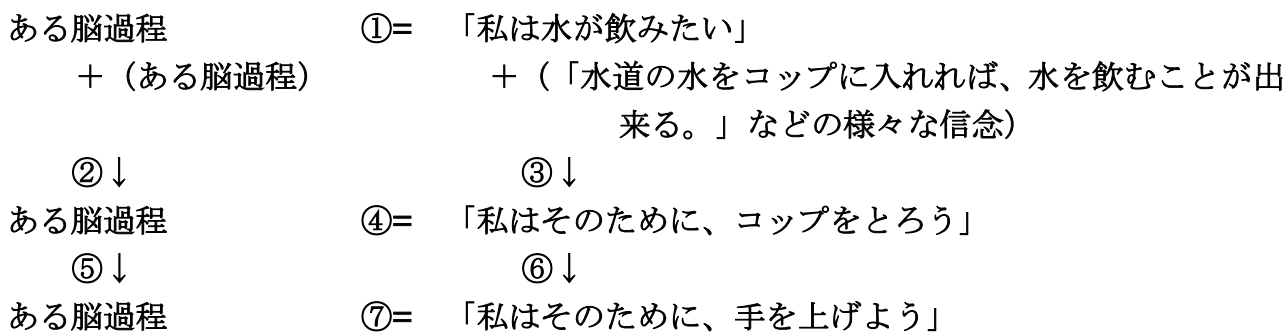 ある脳過程 ①= 「私は水が飲みたい」
+(ある脳過程) +(「水道の水をコップに入れれば、水を飲むことが出
来る。」などの様々な信念)
②↓ ③↓
ある脳過程 ④= 「私はそのために、コップをとろう」
⑤↓ ⑥↓
ある脳過程 ⑦= 「私はそのために、手を上げよう」